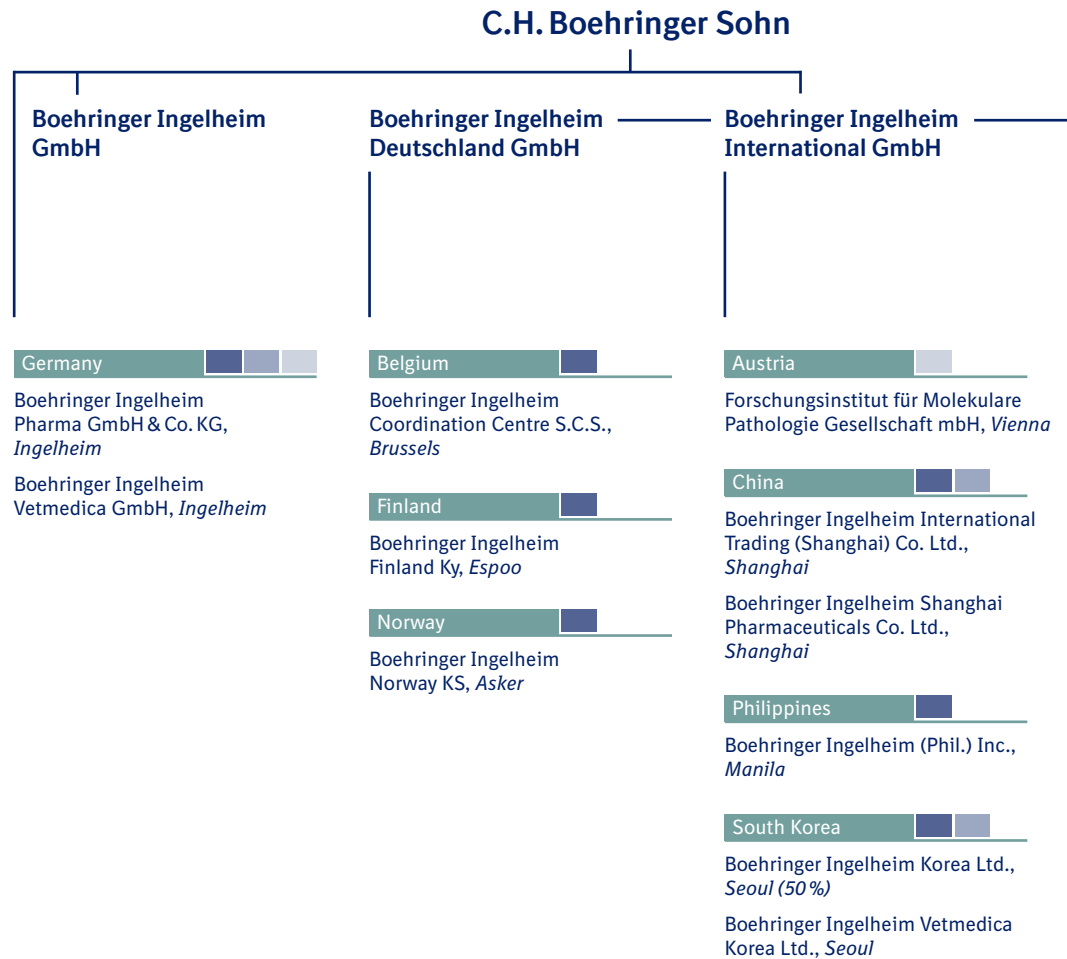 C.H. Boehringer Sohn
Boehringer Ingelheim
GmbH
Boehringer Ingelheim
Deutschland GmbH
Boehringer Ingelheim
International GmbH
Germany
Boehringer Ingelheim
Pharma GmbH & Co. KG,
Ingelheim
Boehringer Ingelheim
Vetmedica GmbH, Ingelheim
Belgium
Boehringer Ingelheim
Coordination Centre S.C.S.,
Brussels
Finland
Boehringer Ingelheim
Finland Ky, Espoo
Norway
Boehringer Ingelheim
Norway KS, Asker
Austria
Forschungsinstitut für Molekulare
Pathologie Gesellschaft mbH, Vienna
China
Boehringer Ingelheim International
Trading (Shanghai) Co. Ltd.,
Shanghai
Boehringer Ingelheim Shanghai
Pharmaceuticals Co. Ltd.,
Shanghai
Philippines
Boehringer Ingelheim (Phil.) Inc.,
Manila
South Korea
Boehringer Ingelheim Korea Ltd.,
Seoul (50 %)
Boehringer Ingelheim Vetmedica
Korea Ltd., Seoul